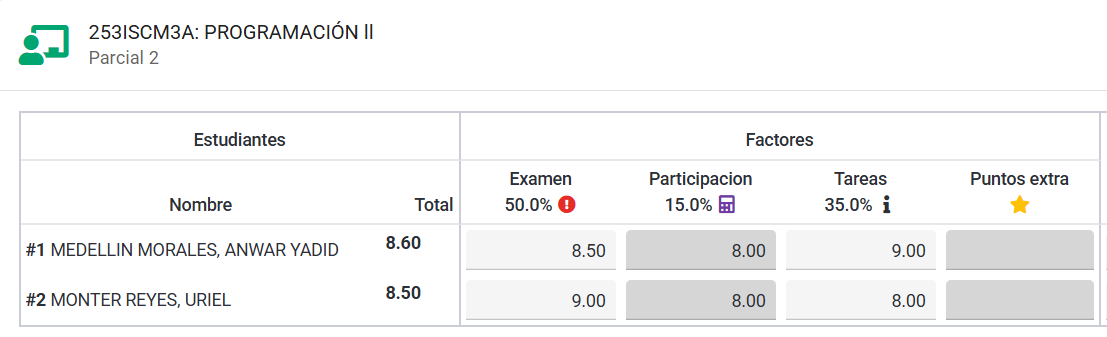 253ISCM3A: PROGRAMACIÓN ll
Parcial 2
Estudiantes Factores
Nombre Total Examen 50.0% Participacion 15.0% Tareas 35.0% Puntos extra
#1 MEDELLIN MORALES, ANWAR YADID 8.60 8.50 8.00 9.00
#2 MONTER REYES, URIEL 8.50 9.00 8.00 8.00